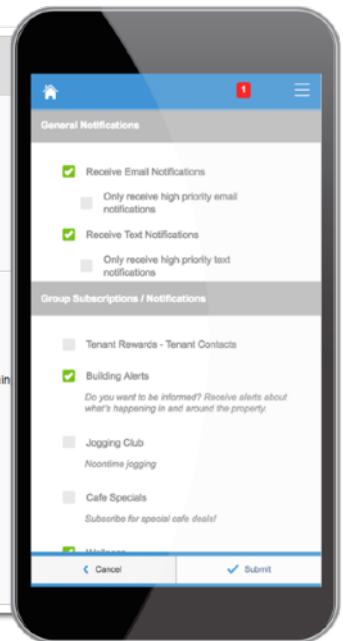 1
General Notifications
Receive Email Notifications
Only receive high priority email
notifications
Receive Text Notifications
Only receive high priority text
notifications
Group Subscriptions / Notifications
Tenant Rewards - Tenant Contacts
Building Alerts
Do you want to be informed? Receive alerts about
what's happening in and around the property.
Jogging Club
Noontime jogging
Cafe Specials
Subscribe for special cafe deals!
Cancel
Submit